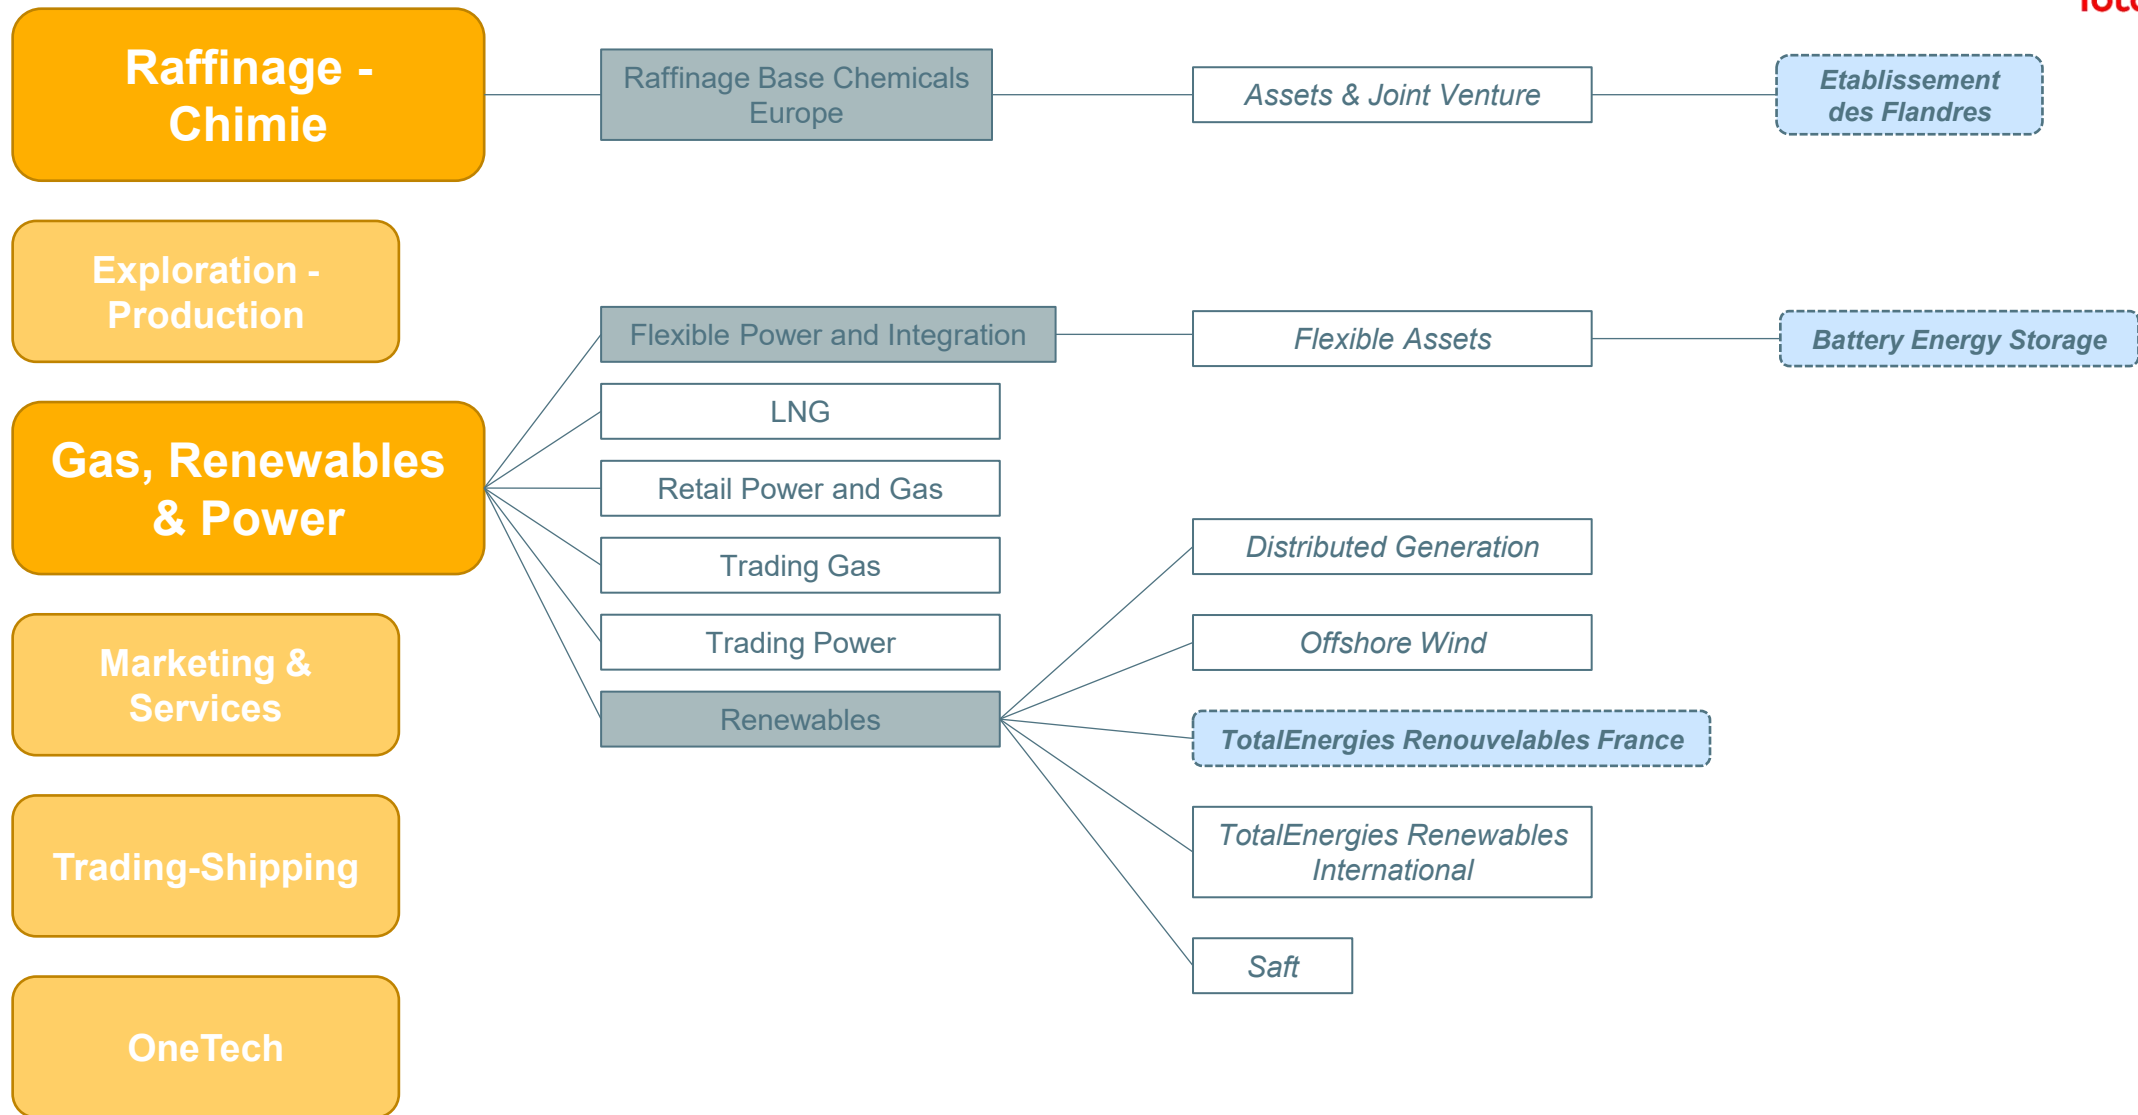 Raffinage -
Chimie
Raffinage Base Chemicals
Europe
Assets & Joint Venture
Etablissement
des Flandres
Exploration -
Production
Flexible Power and Integration
Flexible Assets
Battery Energy Storage
LNG
Gas, Renewables
& Power
Retail Power and Gas
Trading Gas
Trading Power
Renewables
Distributed Generation
Offshore Wind
TotalEnergies Renouvelables France
TotalEnergies Renewables
International
Saft
Marketing &
Services
Trading-Shipping
OneTech